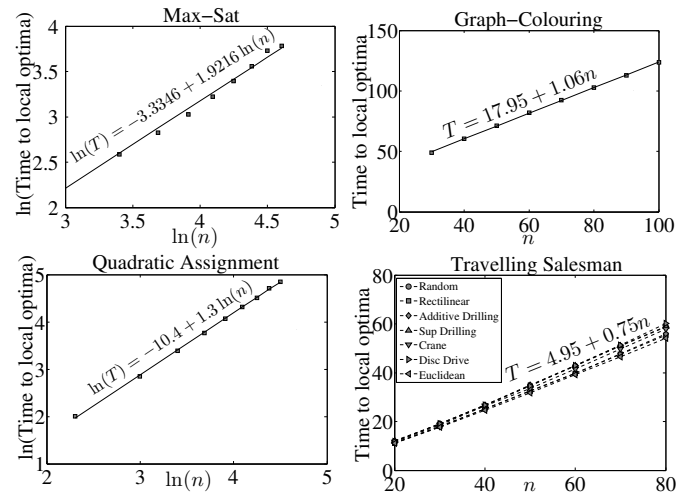 Max-Sat
ln(Time to local optima)
4
3.5
3
2.5
2
ln(T) = −3.3346 + 1.9216 ln(n)
3 3.5 4 4.5 5
ln(n)
Graph-Colouring
Time to local optima
150
100
50
0
T = 17.95 + 1.06n
20 40 60 80 100
n
Quadratic Assignment
ln(Time to local optima)
5
4
3
2
1
ln(T) = −10.4 + 1.3 ln(n)
2 3 4 5
ln(n)
Travelling Salesman
Time to local optima
80
60
40
20
0
Random
Rectilinear
Additive Drilling
Sup Drilling
Crane
Disc Drive
Euclidean
T = 4.95 + 0.75n
20 30 40 50 60 70 80
n